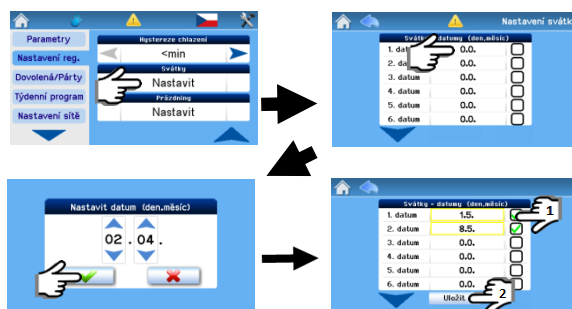 Parametry
Nastavení reg.
Dovolená/Párty
Týdenní program
Nastavení sítě
Hystereze chlazení
<min
Svátky
Nastavit
Prázdniny
Nastavit
Nastavení svátk
Svátky datumy (den,měsíc)
1. dat 0.0.
2. da 0.0.
3. datum 0.0.
4. datum 0.0.
5. datum 0.0.
6. datum 0.0.
Nastavit datum (den.měsíc)
02 . 04 .
Svátky - datumy (den,měsíc)
1. datum 1.5.
2. datum 8.5.
3. datum 0.0.
4. datum 0.0.
5. datum 0.0.
6. datum 0.0.
Uložit
1
2